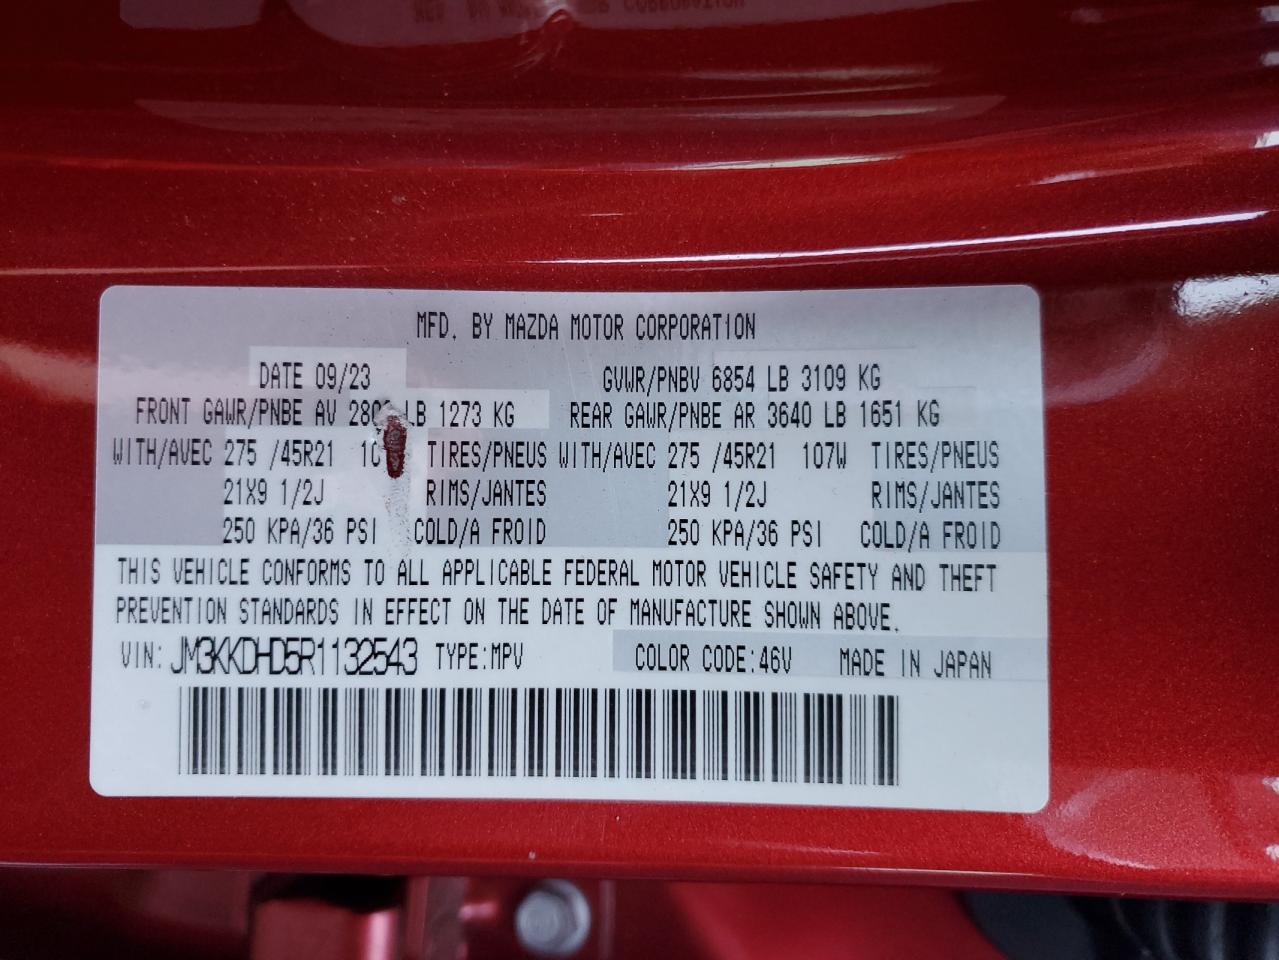 MFD. BY MAZDA MOTOR CORPORATION
DATE 09/23 GVWR/PNBV 6854 LB 3109 KG
FRONT GAWR/PNBE AV LB 1273 KG REAR GAWR/PNBE AR 3640 LB 1651 KG
WITH/AVEC 275 /45R21 TIRES/PNEUS WITH/AVEC 275 /45R21 107W TIRES/PNEUS
21X9 1/2J RIMS/JANTES 21X9 1/2J RIMS/JANTES
250 KPA/36 PSI COLD/A FROID 250 KPA/36 PSI COLD/A FROID
THIS VEHICLE CONFORMS TO ALL APPLICABLE FEDERAL MOTOR VEHICLE SAFETY AND THEFT
PREVENTION STANDARDS IN EFFECT ON THE DATE OF MANUFACTURE SHOWN ABOVE.
VIN: JM3KKDHD5R1132543 TYPE:MPV COLOR CODE:46V MADE IN JAPAN